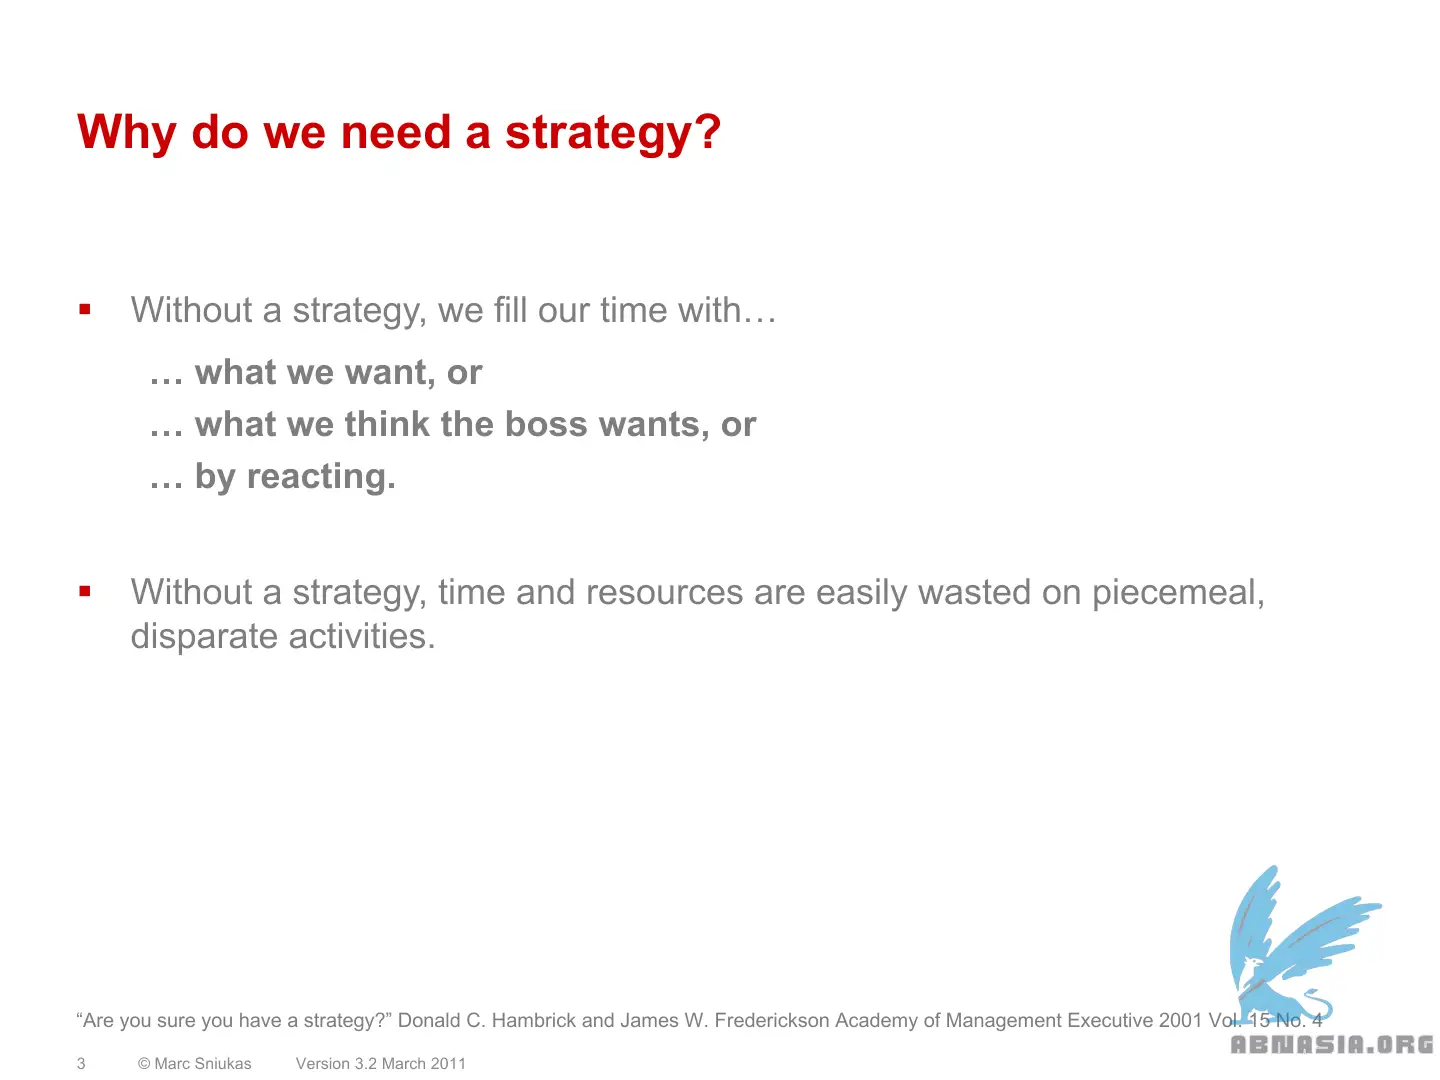 Why do we need a strategy?
▪ Without a strategy, we fill our time with…
… what we want, or
… what we think the boss wants, or
… by reacting.
▪ Without a strategy, time and resources are easily wasted on piecemeal,
disparate activities.
“Are you sure you have a strategy?” Donald C. Hambrick and James W. Frederickson Academy of Management Executive 2001 Vol. 15 No. 4
ABNASIA.ORG
3 © Marc Sniukas Version 3.2 March 2011